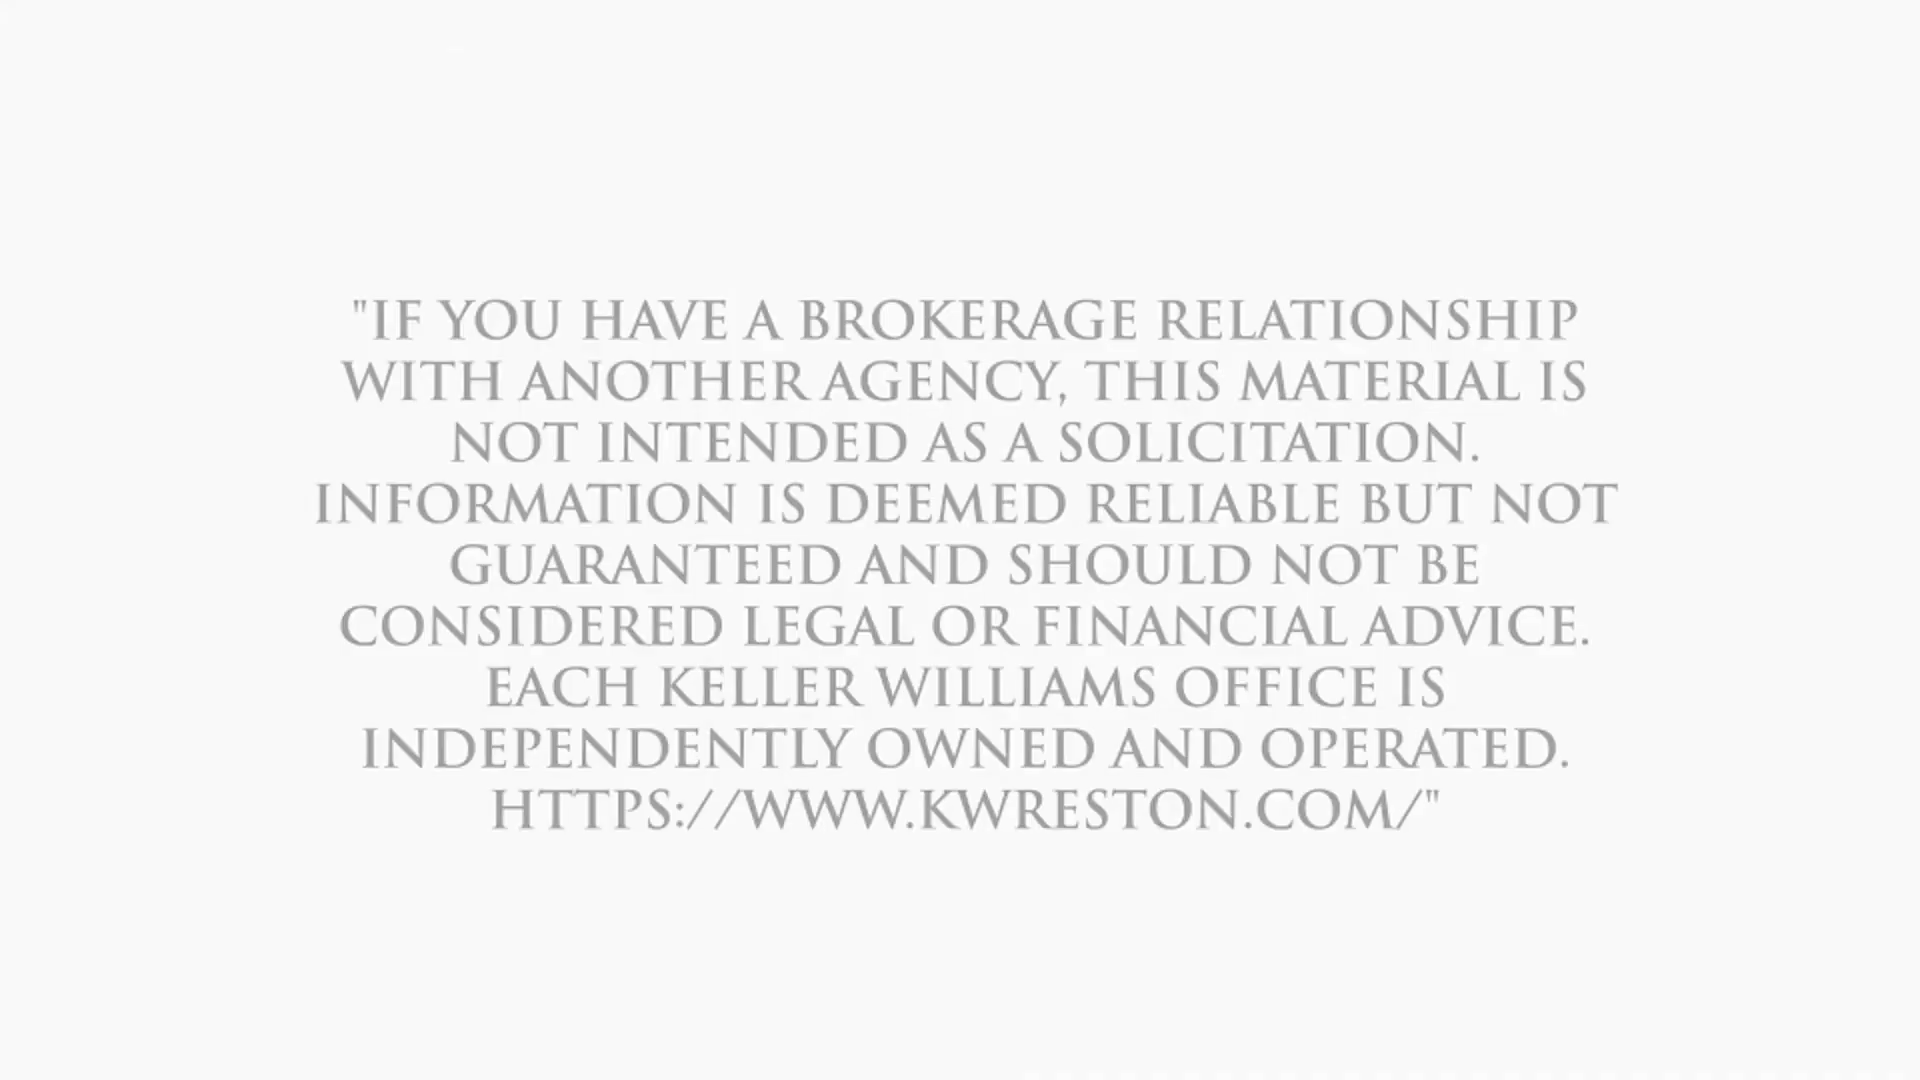 "IF YOU HAVE A BROKERAGE RELATIONSHIP
WITH ANOTHER AGENCY, THIS MATERIAL IS
NOT INTENDED AS A SOLICITATION.
INFORMATION IS DEEMED RELIABLE BUT NOT
GUARANTEED AND SHOULD NOT BE
CONSIDERED LEGAL OR FINANCIAL ADVICE.
EACH KELLER WILLIAMS OFFICE IS
INDEPENDENTLY OWNED AND OPERATED.
HTTPS://WWW.KWRESTON.COM/"